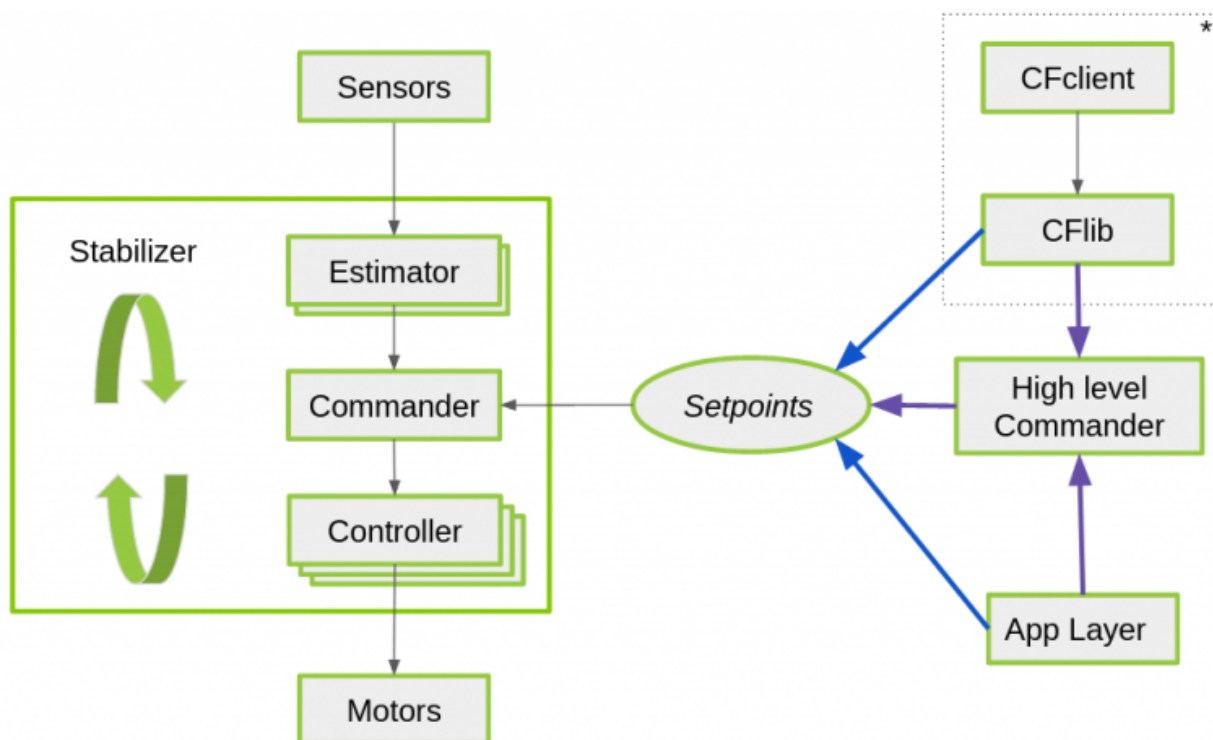 Sensors
Stabilizer
Estimator
Commander
Controller
Motors
Setpoints
*
CFclient
CFlib
High level
Commander
App Layer